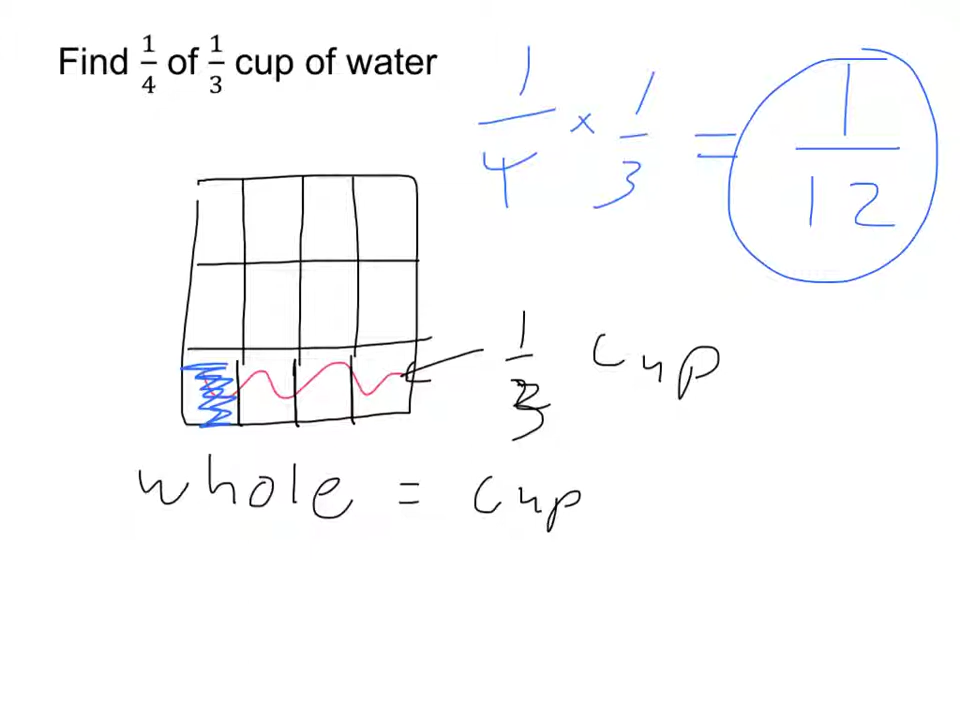 Find 1/4 of 1/3 cup of water
1/4 × 1/3 = 1/12
1/3 cup
whole = cup